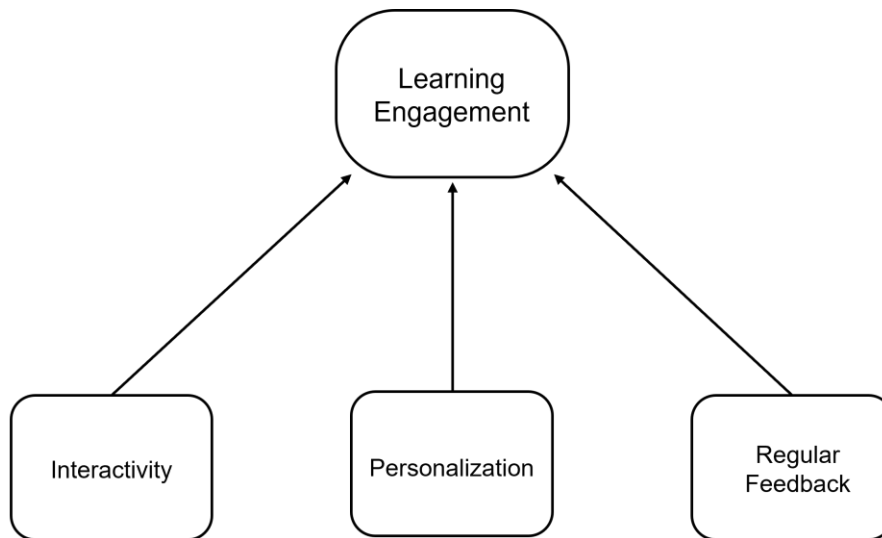 Learning
Engagement
Interactivity
Personalization
Regular
Feedback